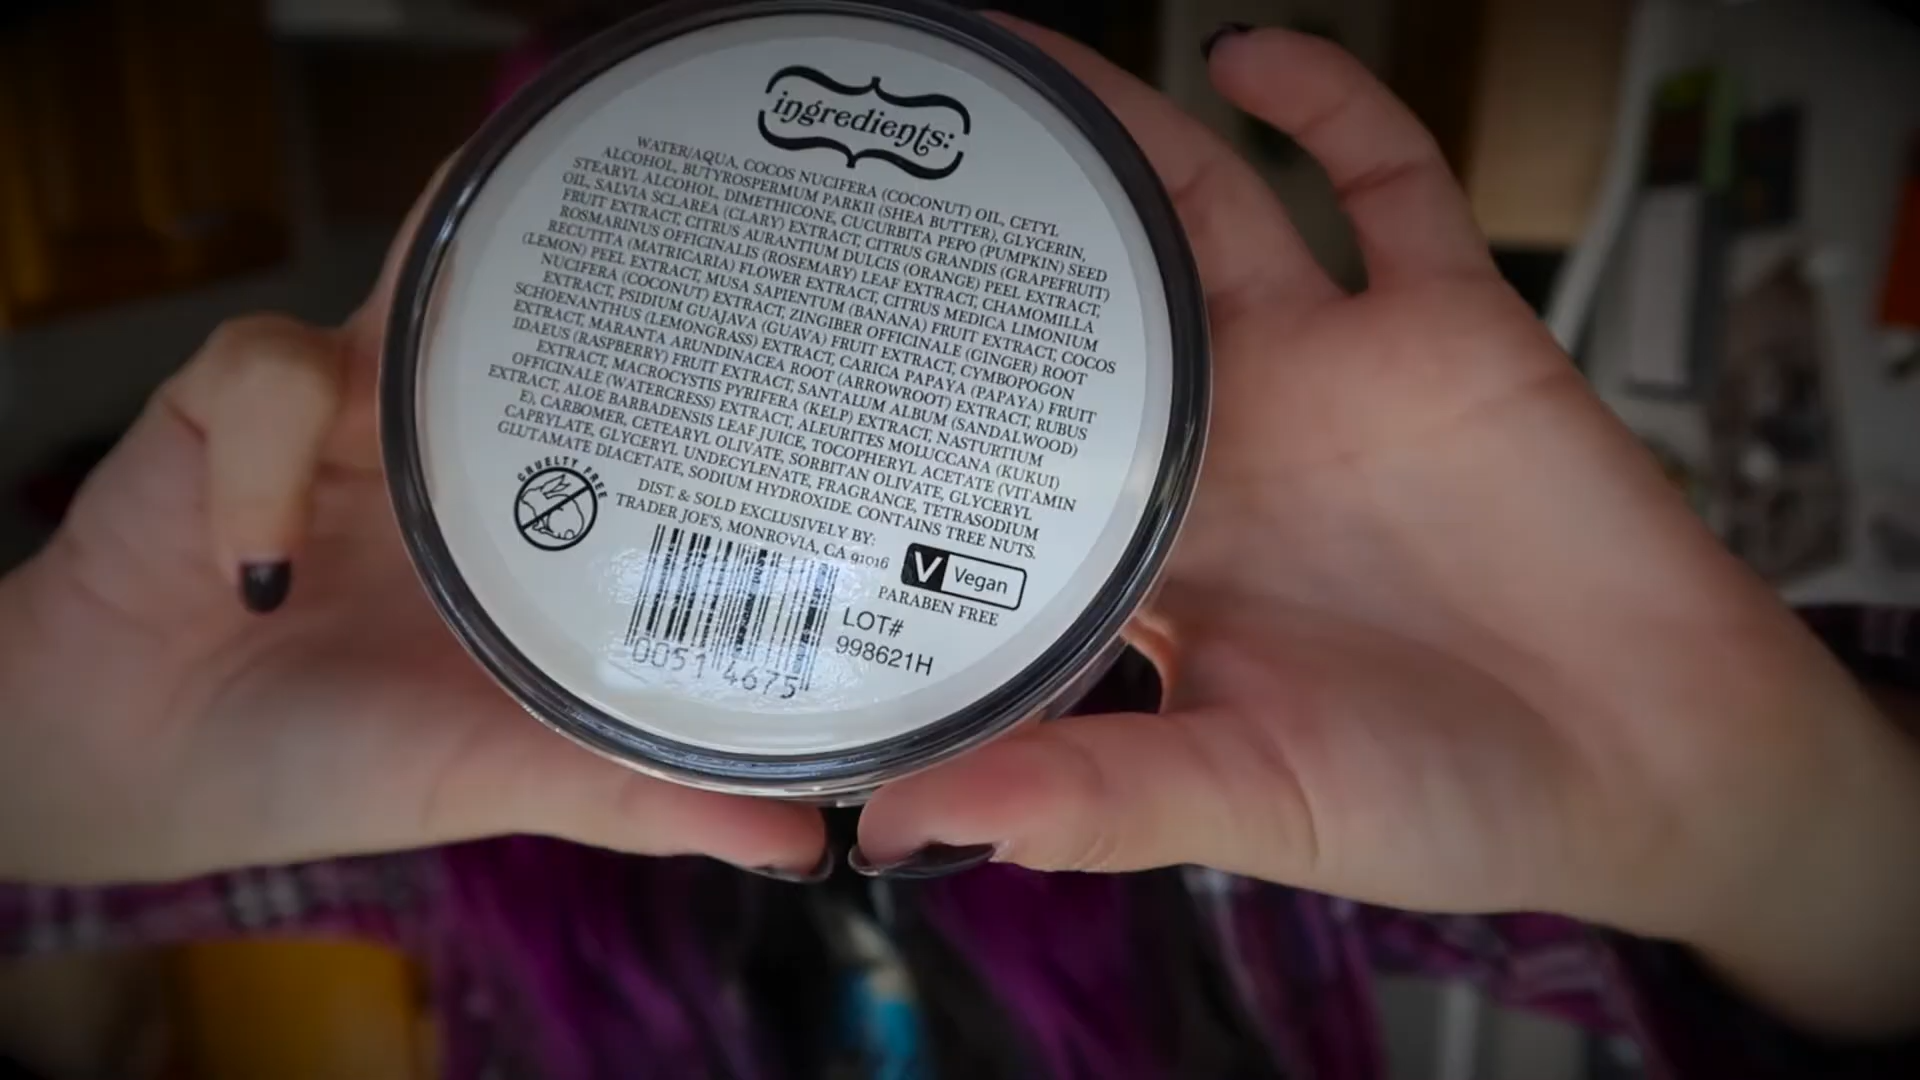 ingredients:
WATER/AQUA, COCOS NUCIFERA (COCONUT) OIL, CETYL
ALCOHOL, BUTYROSPERMUM PARKII (SHEA BUTTER), GLYCERIN,
STEARYL ALCOHOL, DIMETHICONE, CUCURBITA PEPO (PUMPKIN) SEED
OIL, SALVIA SCLAREA (CLARY) EXTRACT, CITRUS GRANDIS (GRAPEFRUIT)
FRUIT EXTRACT, CITRUS AURANTIUM DULCIS (ORANGE) PEEL EXTRACT,
ROSMARINUS OFFICINALIS (ROSEMARY) LEAF EXTRACT, CHAMOMILLA
RECUTITA (MATRICARIA) FLOWER EXTRACT, CITRUS MEDICA LIMONIUM
(LEMON) PEEL EXTRACT, MUSA SAPIENTUM (BANANA) FRUIT EXTRACT, COCOS
NUCIFERA (COCONUT) EXTRACT, ZINGIBER OFFICINALE (GINGER) ROOT
EXTRACT, PSIDIUM GUAJAVA (GUAVA) FRUIT EXTRACT, CYMBOPOGON
SCHOENANTHUS (LEMONGRASS) EXTRACT, CARICA PAPAYA (PAPAYA) FRUIT
EXTRACT, MARANTA ARUNDINACEA ROOT (ARROWROOT) EXTRACT, RUBUS
IDAEUS (RASPBERRY) FRUIT EXTRACT, SANTALUM ALBUM (SANDALWOOD)
EXTRACT, MACROCYSTIS PYRIFERA (KELP) EXTRACT, NASTURTIUM
OFFICINALE (WATERCRESS) EXTRACT, ALEURITES MOLUCCANA (KUKUI)
EXTRACT, ALOE BARBADENSIS LEAF JUICE, TOCOPHERYL ACETATE (VITAMIN
E), CARBOMER, CETEARYL OLIVATE, SORBITAN OLIVATE, GLYCERYL
CAPRYLATE, GLYCERYL UNDECYLENATE, FRAGRANCE, TETRASODIUM
GLUTAMATE DIACETATE, SODIUM HYDROXIDE. CONTAINS TREE NUTS.
CRUELTY FREE
DIST. & SOLD EXCLUSIVELY BY:
TRADER JOE'S, MONROVIA, CA 91016
V Vegan
PARABEN FREE
LOT#
998621H
0051 4675